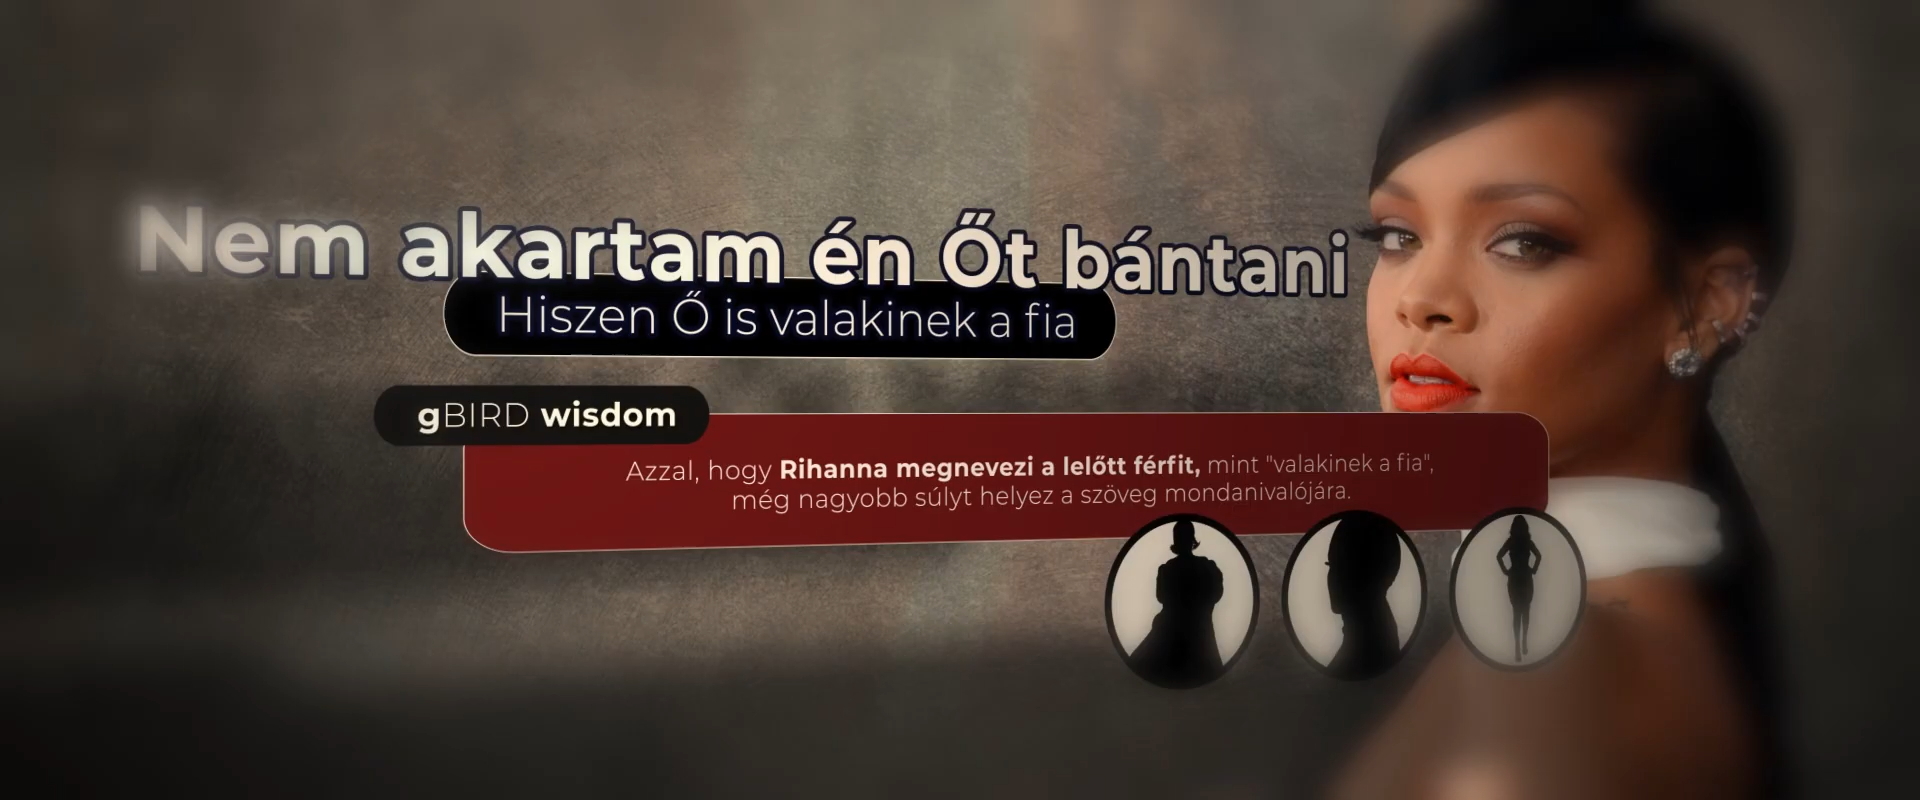 Nem akartam én Őt bántani
Hiszen Ő is valakinek a fia
gBIRD wisdom
Azzal, hogy Rihanna megnevezi a lelőtt férfit, mint "valakinek a fia",
még nagyobb súlyt helyez a szöveg mondanivalójára.